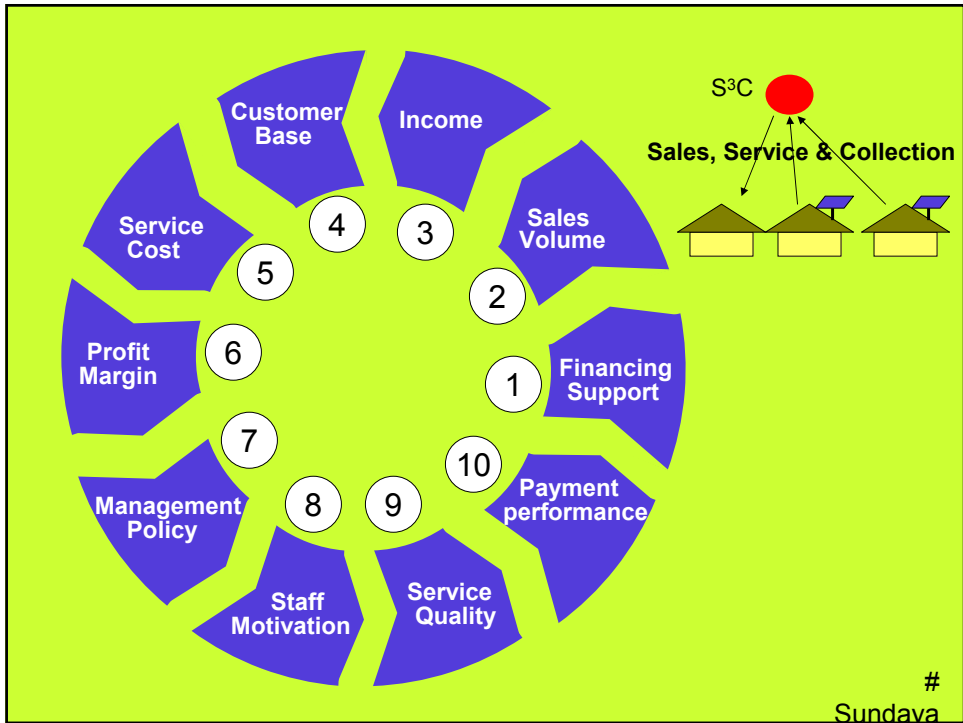 Customer
Base
Income
S³C
Sales, Service & Collection
Service
Cost
Sales
Volume
4
3
5
2
Profit
Margin
6
1
Financing
Support
7
10
Management
Policy
8
9
Payment
performance
Staff
Motivation
Service
Quality
#
Sundaya